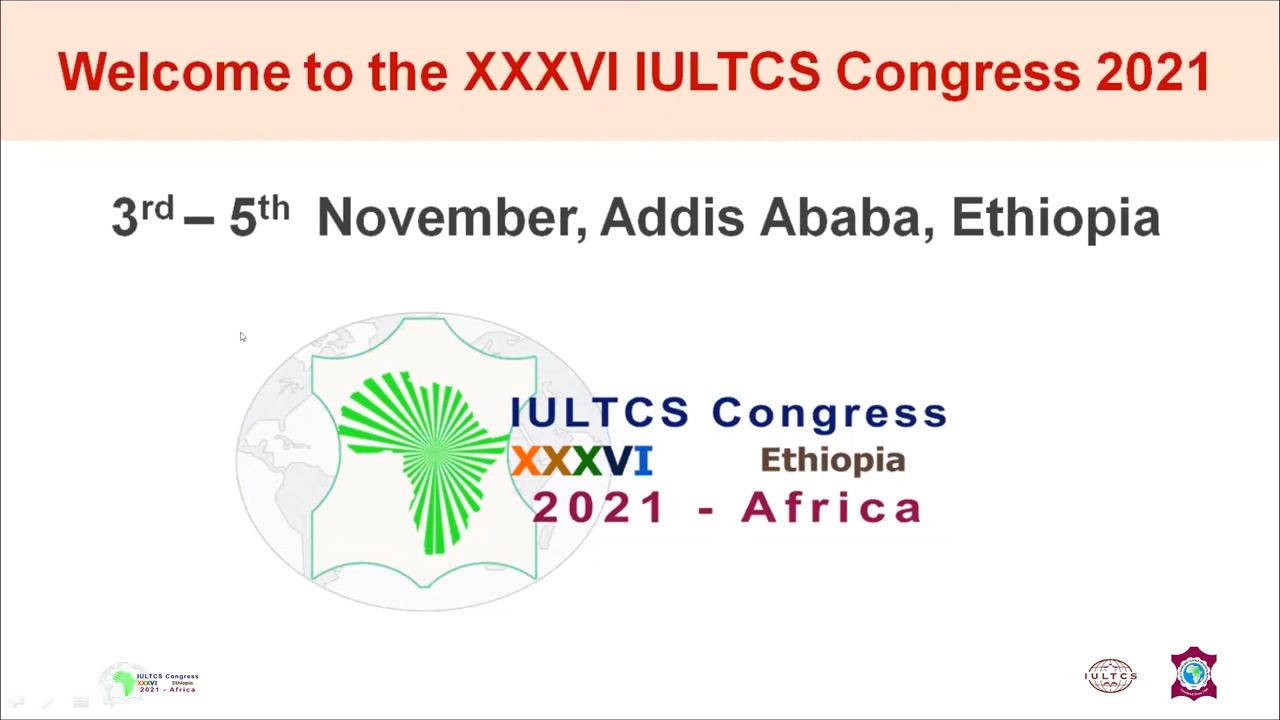 Welcome to the XXXVI IULTCS Congress 2021
3rd – 5th November, Addis Ababa, Ethiopia
IULTCS Congress
XXXVI Ethiopia
2021 - Africa
IULTCS Congress
XXXVI Ethiopia
2021 - Africa
IULTCS